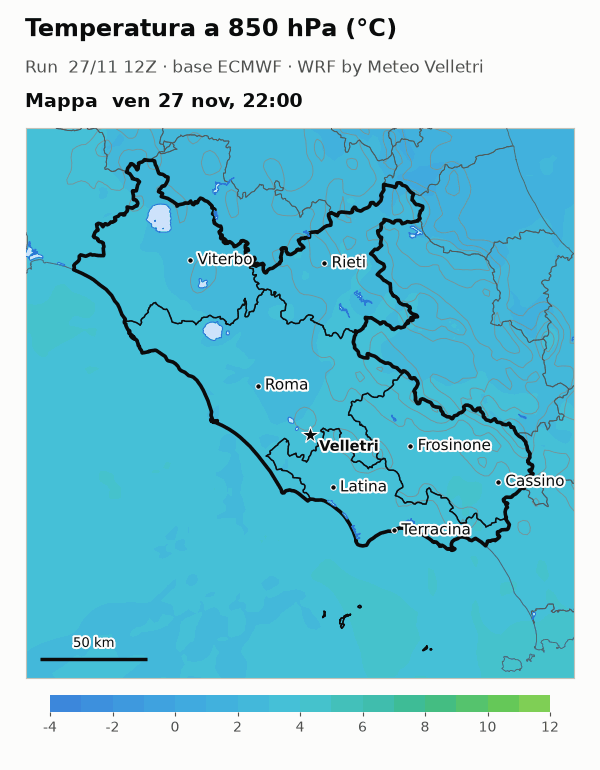 Temperatura a 850 hPa (°C)
Run  27/11 12Z · base ECMWF · WRF by Meteo Velletri
Mappa  ven 27 nov, 22:00
Viterbo
Rieti
Roma
Velletri
Frosinone
Latina
Cassino
Terracina
50 km
-4 -2 0 2 4 6 8 10 12